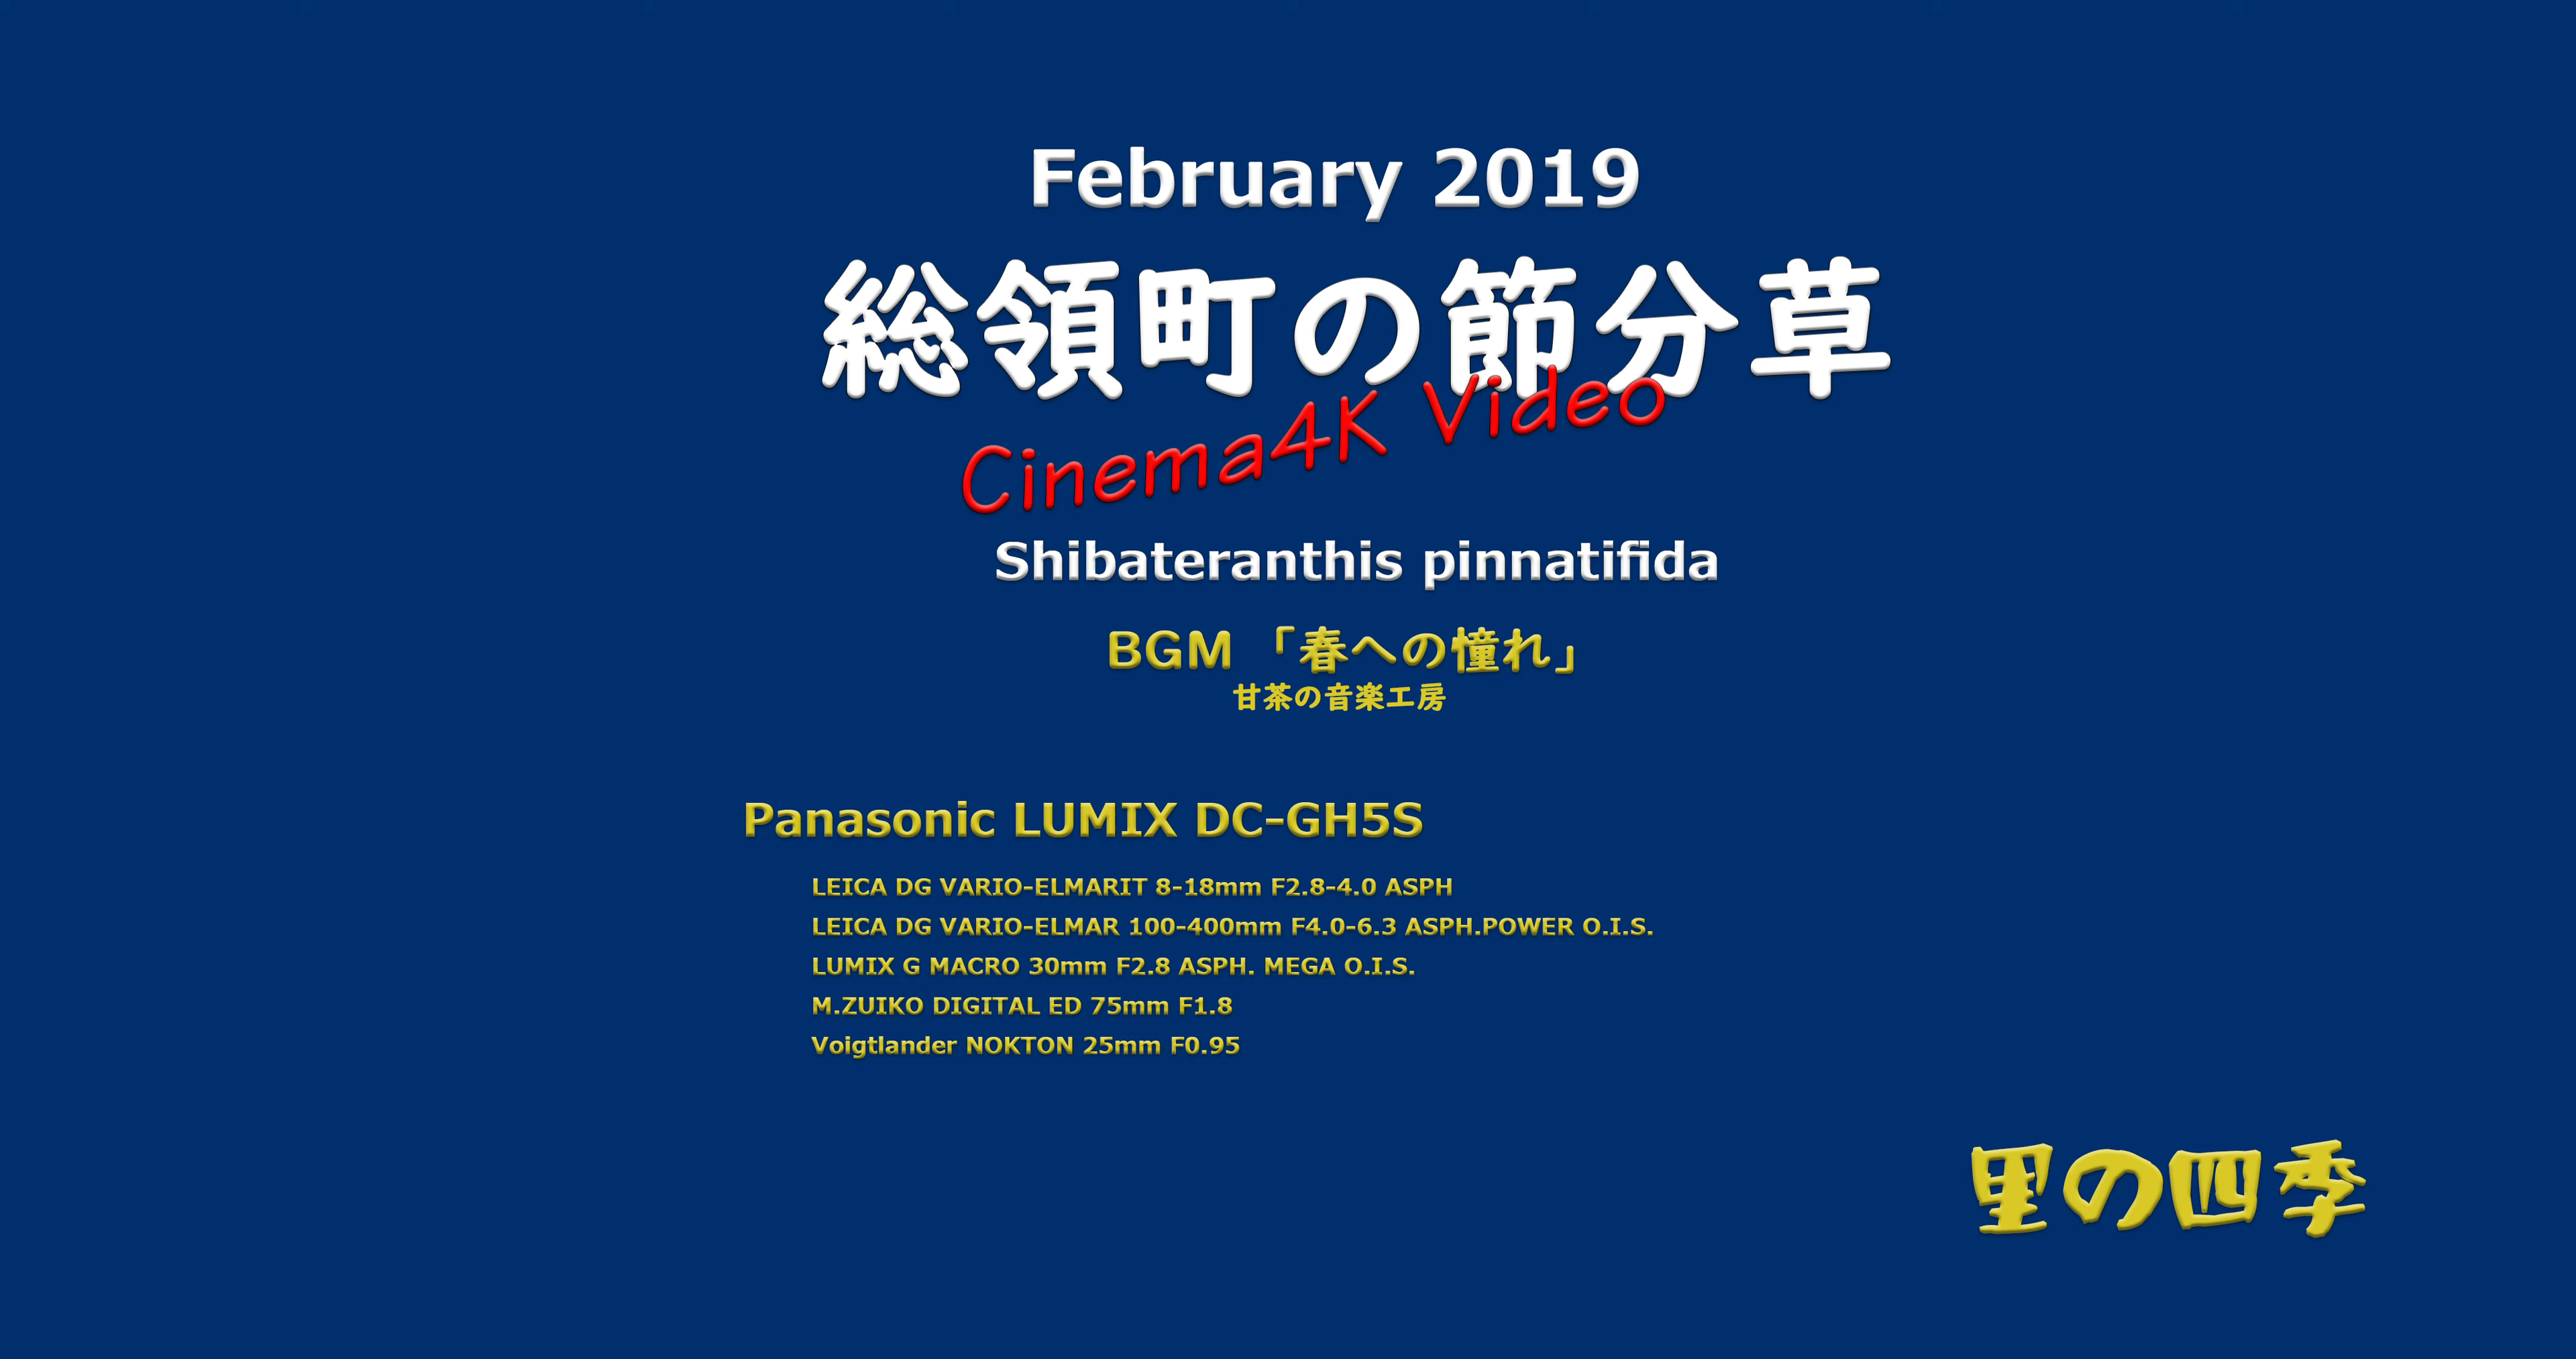 February 2019
総領町の節分草
Cinema4K Video
Shibateranthis pinnatifida
BGM 「春への憧れ」
甘茶の音楽工房
Panasonic LUMIX DC-GH5S
LEICA DG VARIO-ELMARIT 8-18mm F2.8-4.0 ASPH
LEICA DG VARIO-ELMAR 100-400mm F4.0-6.3 ASPH.POWER O.I.S.
LUMIX G MACRO 30mm F2.8 ASPH. MEGA O.I.S.
M.ZUIKO DIGITAL ED 75mm F1.8
Voigtlander NOKTON 25mm F0.95
里の四季